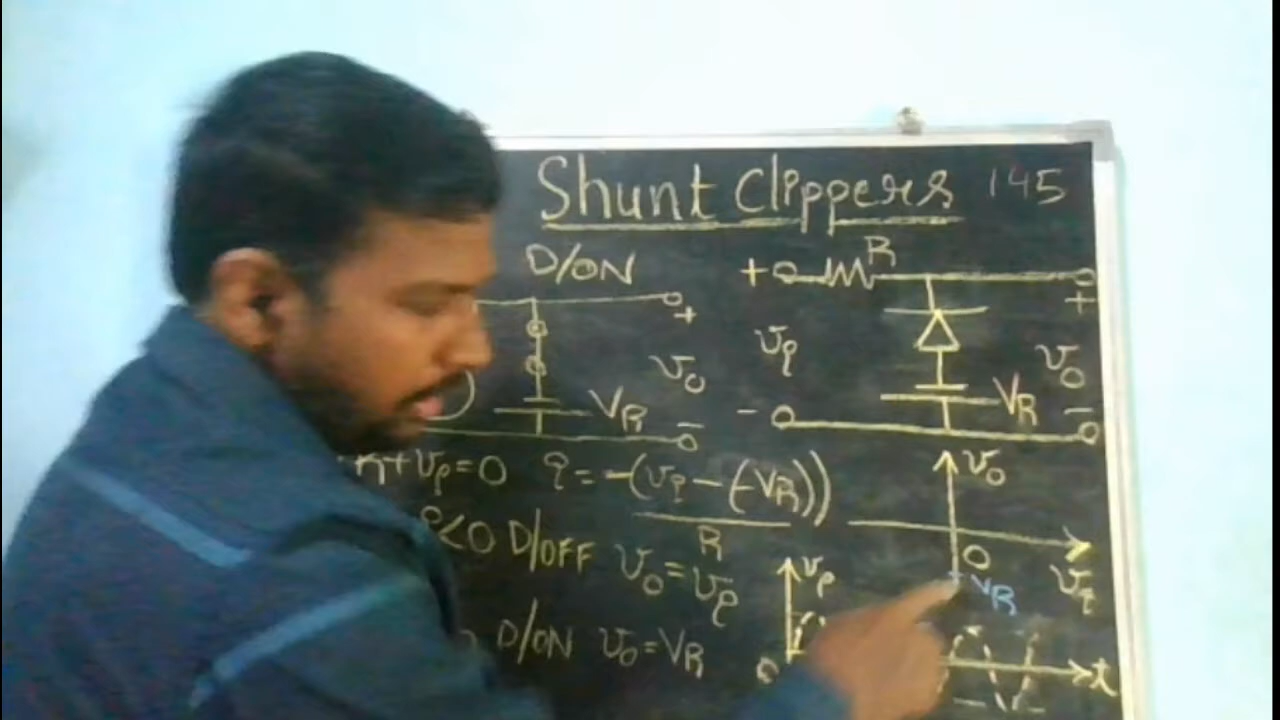 Shunt Clippers 145
D/ON
+ R
+ +
vi
vo vo
VR VR
- - -
+vi=0 i=-(vi-(-VR))
R
vo
i<0 D/OFF vo=vi
O
vi
-VR
vi
D/ON vo=VR
O t